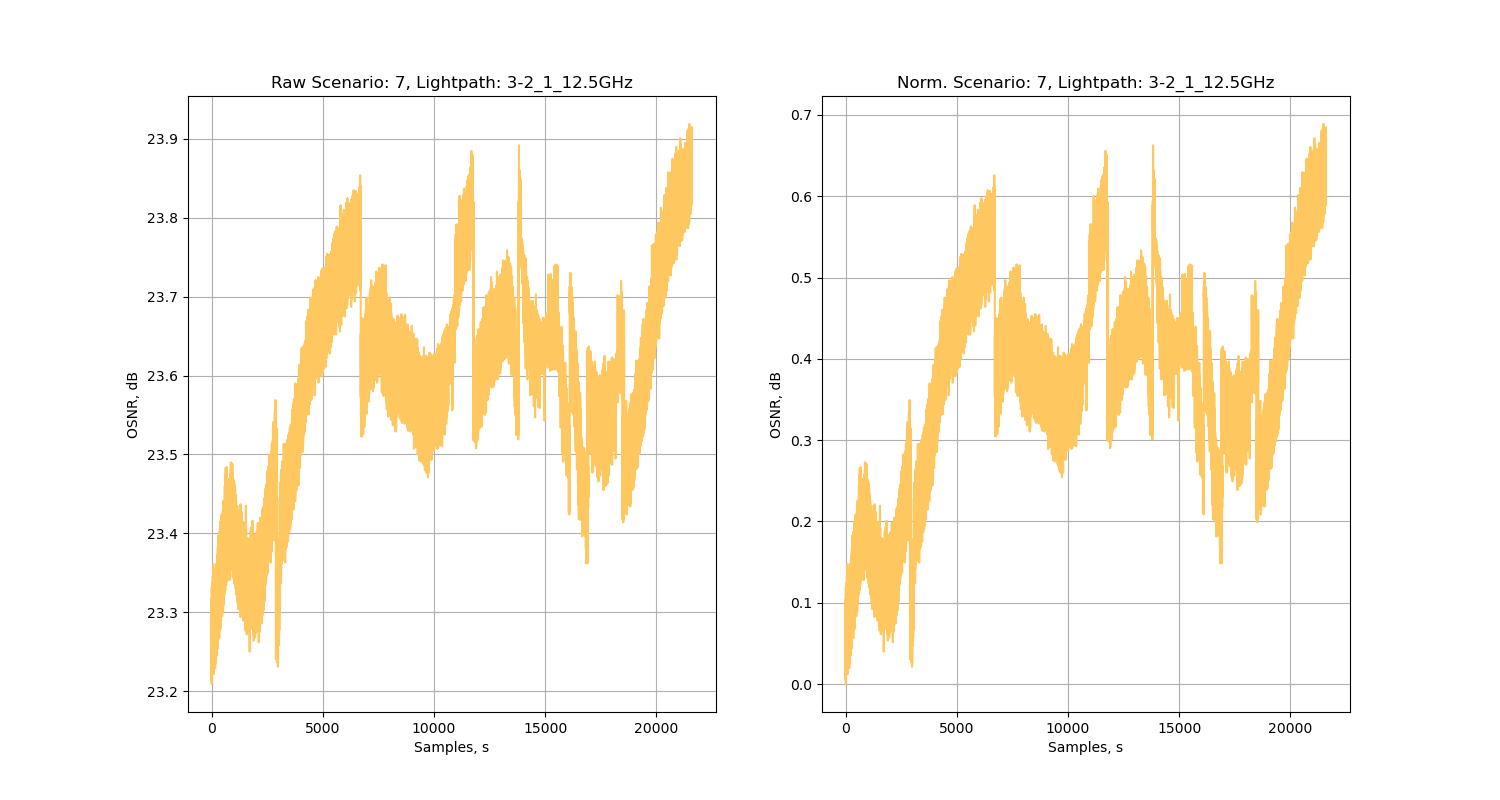 Raw Scenario: 7, Lightpath: 3-2_1_12.5GHz
23.9
23.8
23.7
23.6
23.5
23.4
23.3
23.2
OSNR, dB
0 5000 10000 15000 20000
Samples, s
Norm. Scenario: 7, Lightpath: 3-2_1_12.5GHz
0.7
0.6
0.5
0.4
0.3
0.2
0.1
0.0
OSNR, dB
0 5000 10000 15000 20000
Samples, s